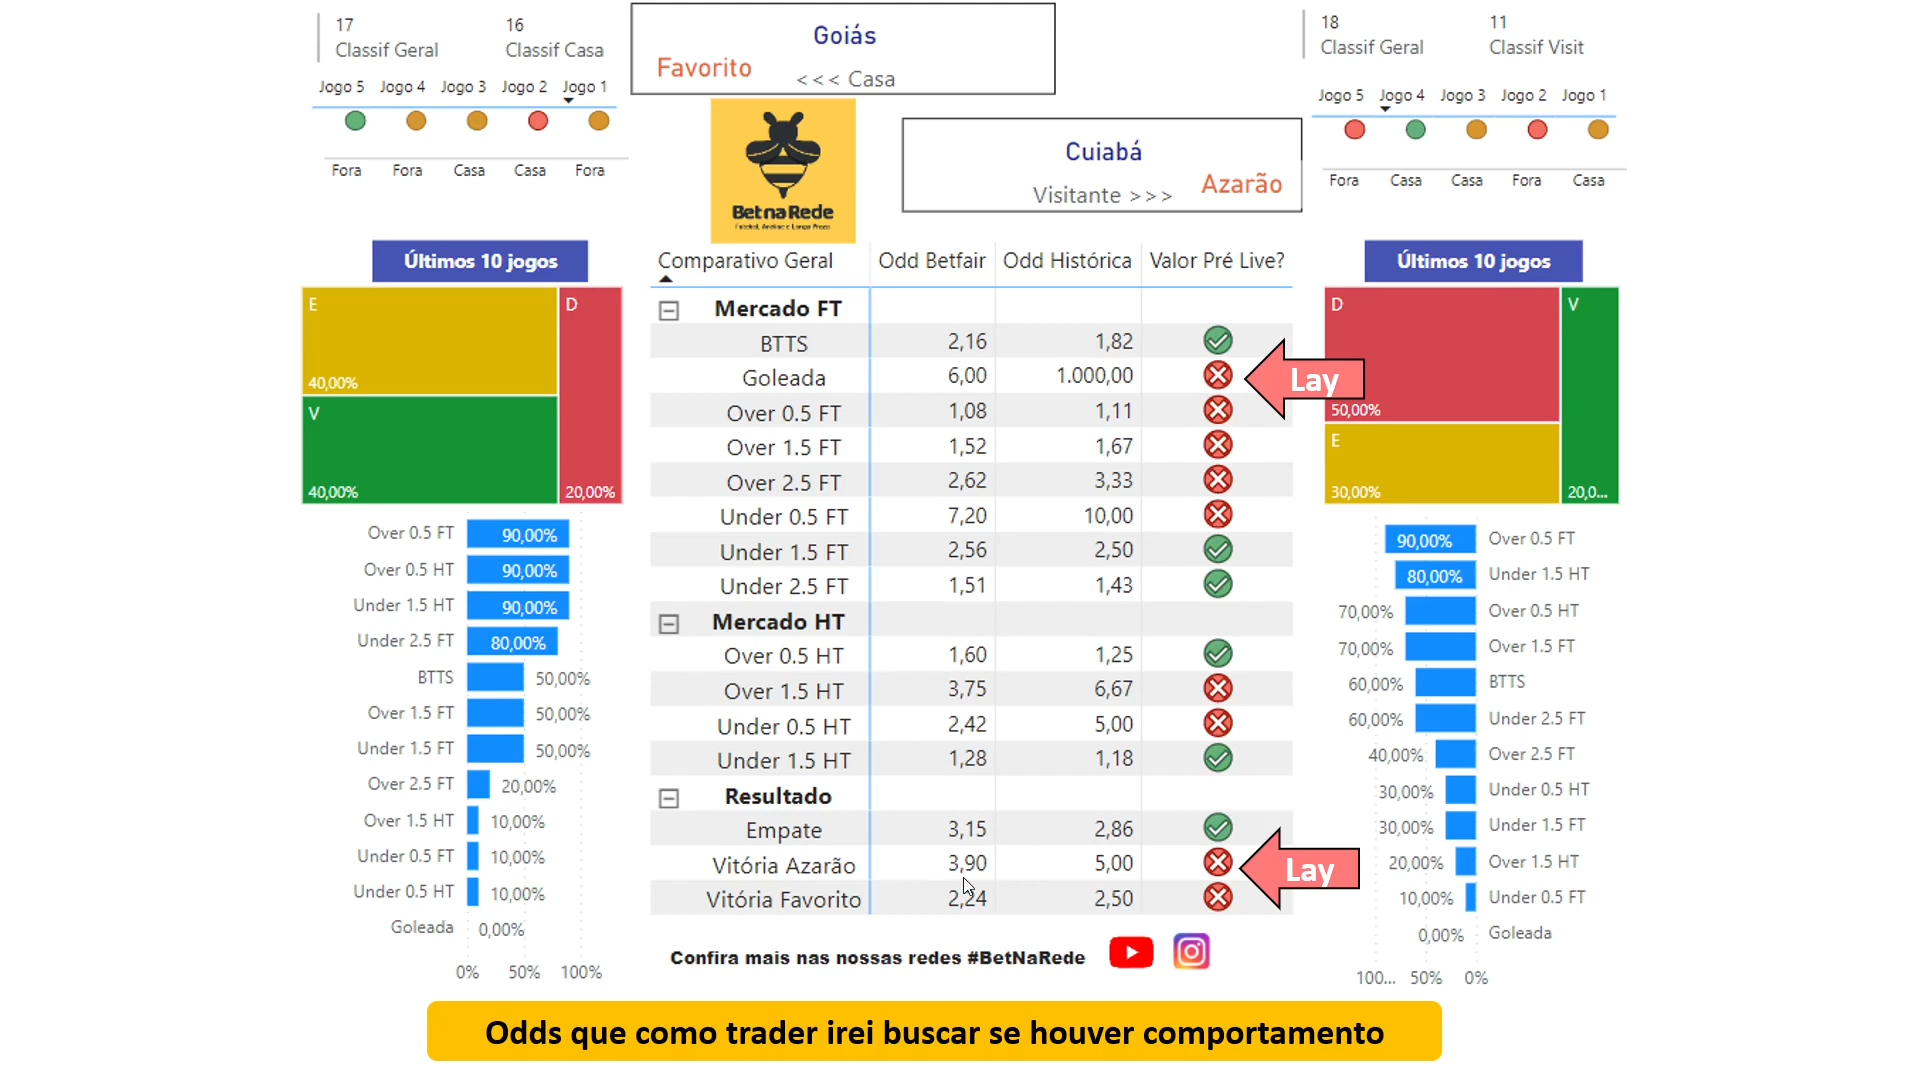 17
Classif Geral
16
Classif Casa
Jogo 5 Jogo 4 Jogo 3 Jogo 2 Jogo 1
Fora Fora Casa Casa Fora
Goiás
Favorito
<<< Casa
Bet na Rede
Cuiabá
Visitante >>>
Azarão
18
Classif Geral
11
Classif Visit
Jogo 5 Jogo 4 Jogo 3 Jogo 2 Jogo 1
Fora Casa Casa Fora Casa
Últimos 10 jogos
E
40,00%
V
40,00%
D
20,00%
Over 0.5 FT 90,00%
Over 0.5 HT 90,00%
Under 1.5 HT 90,00%
Under 2.5 FT 80,00%
BTTS 50,00%
Over 1.5 FT 50,00%
Under 1.5 FT 50,00%
Over 2.5 FT 20,00%
Over 1.5 HT 10,00%
Under 0.5 FT 10,00%
Under 0.5 HT 10,00%
Goleada 0,00%
0% 50% 100%
Comparativo Geral Odd Betfair Odd Histórica Valor Pré Live?
Mercado FT
BTTS 2,16 1,82
Goleada 6,00 1.000,00
Lay
Over 0.5 FT 1,08 1,11
Over 1.5 FT 1,52 1,67
Over 2.5 FT 2,62 3,33
Under 0.5 FT 7,20 10,00
Under 1.5 FT 2,56 2,50
Under 2.5 FT 1,51 1,43
Mercado HT
Over 0.5 HT 1,60 1,25
Over 1.5 HT 3,75 6,67
Under 0.5 HT 2,42 5,00
Under 1.5 HT 1,28 1,18
Resultado
Empate 3,15 2,86
Vitória Azarão 3,90 5,00
Lay
Vitória Favorito 2,24 2,50
Confira mais nas nossas redes #BetNaRede
Últimos 10 jogos
D
50,00%
E
30,00%
V
20,0...
90,00% Over 0.5 FT
80,00% Under 1.5 HT
70,00% Over 0.5 HT
70,00% Over 1.5 FT
60,00% BTTS
60,00% Under 2.5 FT
40,00% Over 2.5 FT
30,00% Under 0.5 HT
30,00% Under 1.5 FT
20,00% Over 1.5 HT
10,00% Under 0.5 FT
0,00% Goleada
100... 50% 0%
Odds que como trader irei buscar se houver comportamento